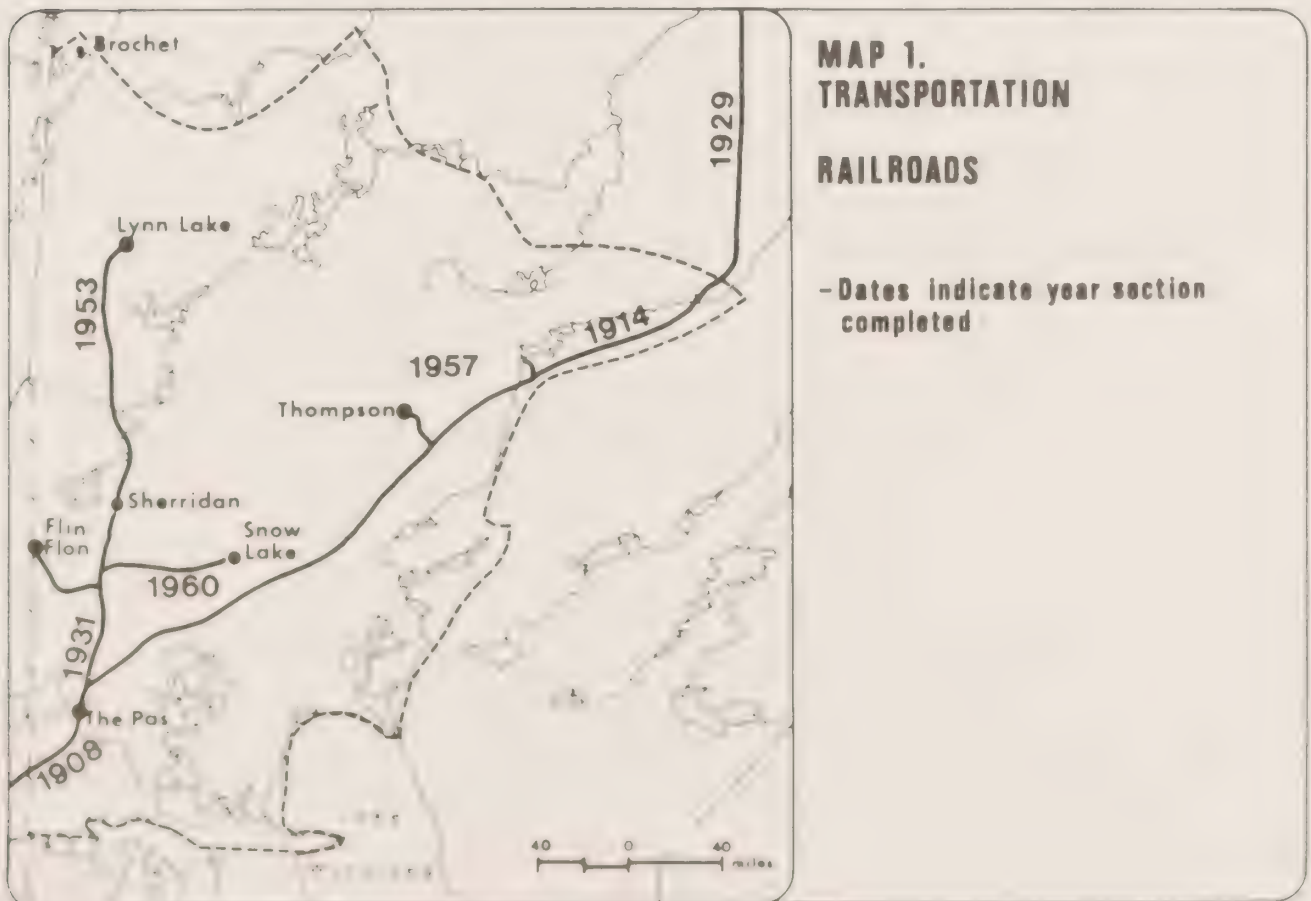 MAP 1.
TRANSPORTATION
RAILROADS
-Dates indicate year section
completed
Brochet
1929
Lynn Lake
1953
1914
1957
Thompson
Sherridan
Flin
Flon
Snow
Lake
1960
1931
The Pas
1908
40 0 40
miles